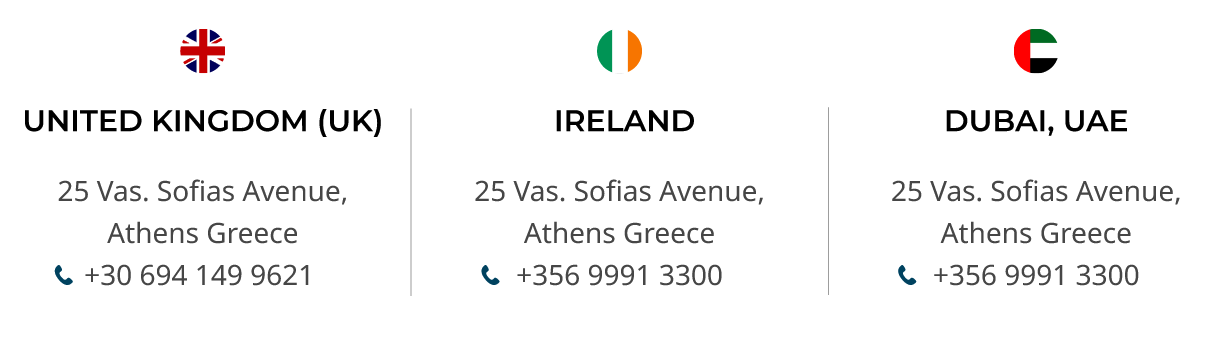 UNITED KINGDOM (UK)
25 Vas. Sofias Avenue,
Athens Greece
+30 694 149 9621
IRELAND
25 Vas. Sofias Avenue,
Athens Greece
+356 9991 3300
DUBAI, UAE
25 Vas. Sofias Avenue,
Athens Greece
+356 9991 3300